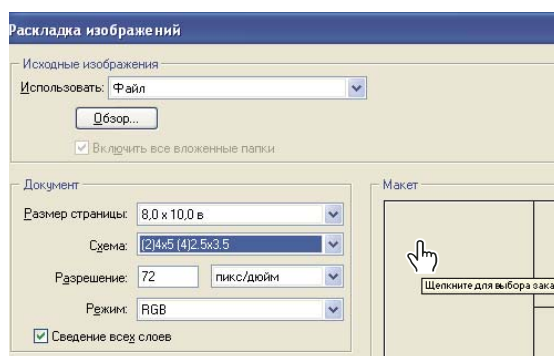 Раскладка изображений
Исходные изображения
Использовать: Файл
Обзор...
Включить все вложенные папки
Документ
Размер страницы: 8,0 x 10,0 в
Схема: (2)4x5 (4)2.5x3.5
Разрешение: 72 пикс/дюйм
Режим: RGB
Сведение всех слоев
Макет
Щелкните для выбора зака